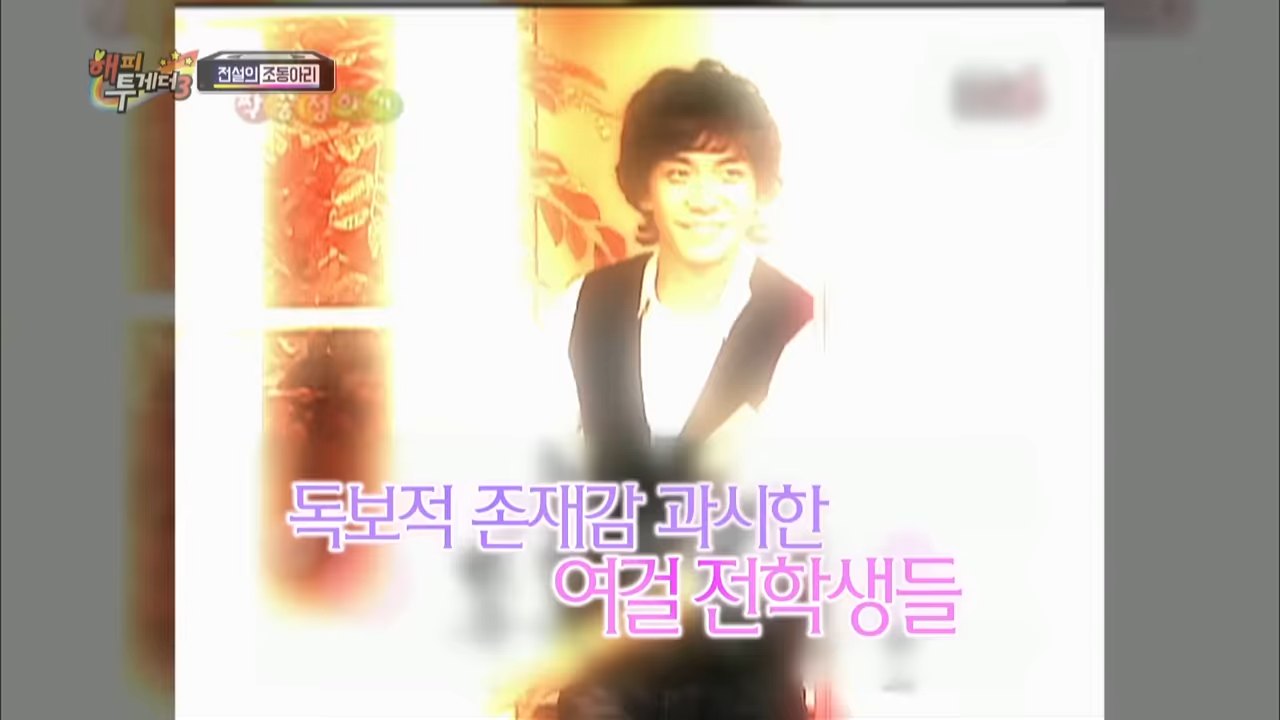 해피
투게더3
전설의 조동아리
독보적 존재감 과시한
여걸 전학생들